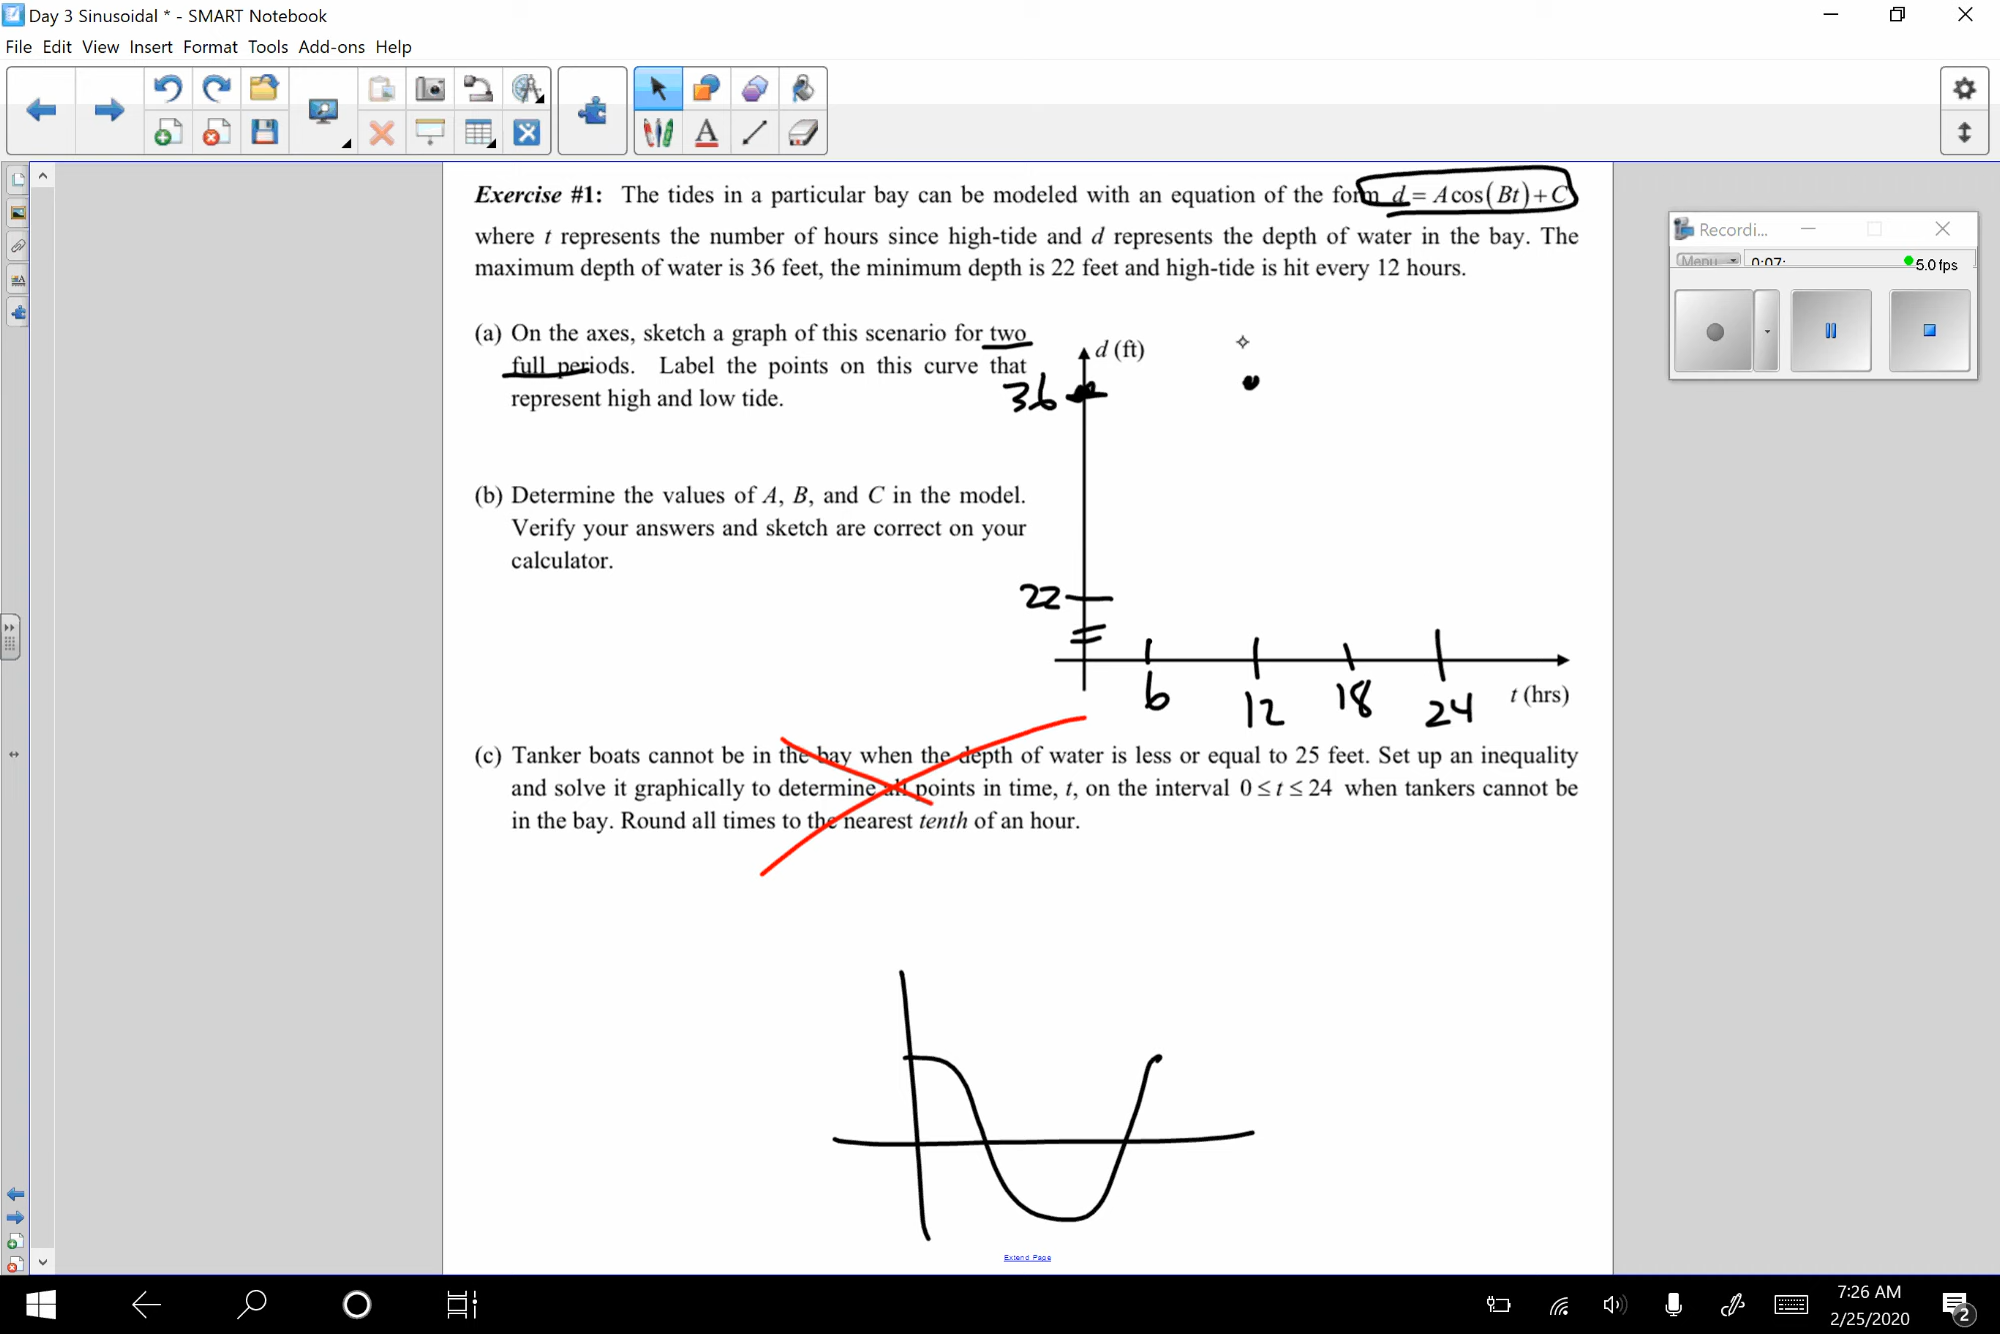 Day 3 Sinusoidal * - SMART Notebook
File Edit View Insert Format Tools Add-ons Help
Exercise #1: The tides in a particular bay can be modeled with an equation of the form d = A cos(Bt)+C
where t represents the number of hours since high-tide and d represents the depth of water in the bay. The
maximum depth of water is 36 feet, the minimum depth is 22 feet and high-tide is hit every 12 hours.
Recordi...
Menu 0:07:
5.0 fps
(a) On the axes, sketch a graph of this scenario for two
full periods. Label the points on this curve that
represent high and low tide.
d (ft)
36
(b) Determine the values of A, B, and C in the model.
Verify your answers and sketch are correct on your
calculator.
22
6 12 18 24
t (hrs)
(c) Tanker boats cannot be in the bay when the depth of water is less or equal to 25 feet. Set up an inequality
and solve it graphically to determine all points in time, t, on the interval 0 ≤ t ≤ 24 when tankers cannot be
in the bay. Round all times to the nearest tenth of an hour.
Extend Page
7:26 AM
2/25/2020
2